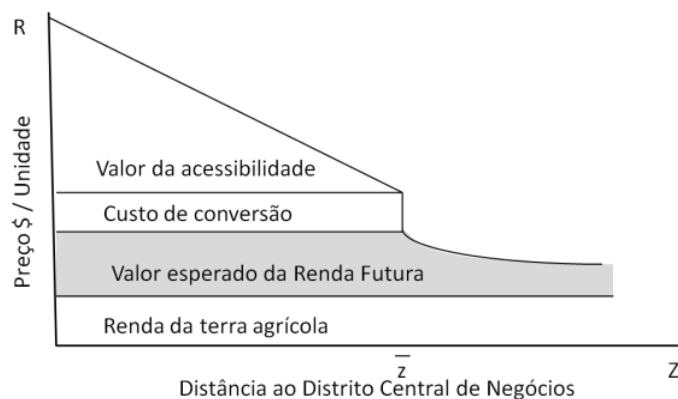 R
Preço $ / Unidade
Valor da acessibilidade
Custo de conversão
Valor esperado da Renda Futura
Renda da terra agrícola
z̅
Z
Distância ao Distrito Central de Negócios